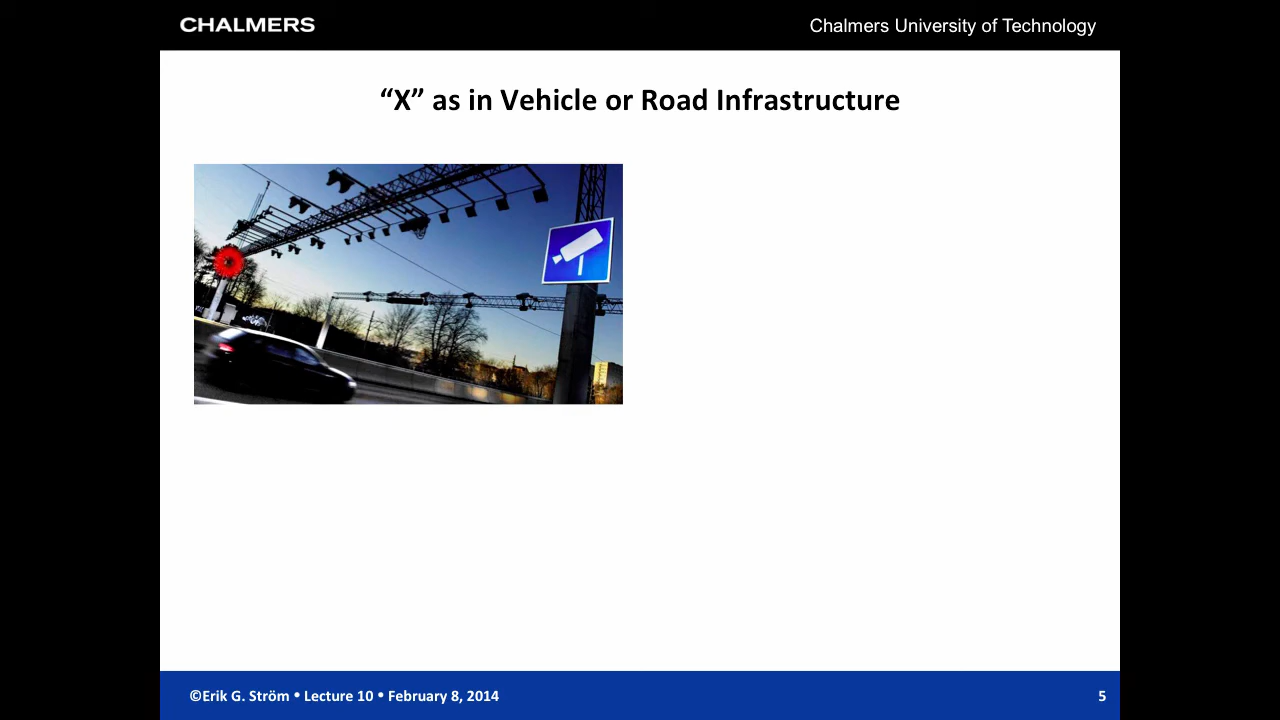 CHALMERS
Chalmers University of Technology
“X” as in Vehicle or Road Infrastructure
©Erik G. Ström • Lecture 10 • February 8, 2014
5